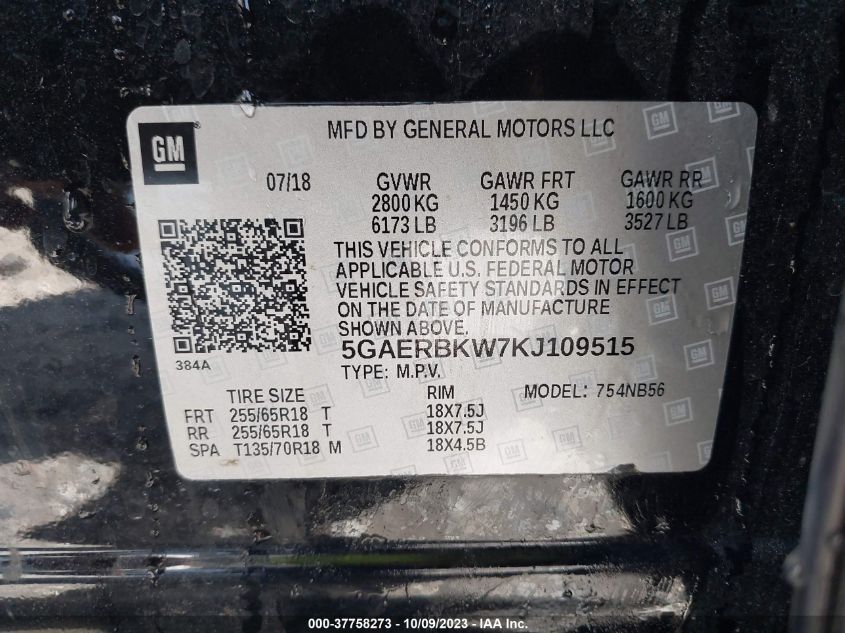 GM
MFD BY GENERAL MOTORS LLC
07/18 GVWR GAWR FRT GAWR RR
2800 KG 1450 KG 1600 KG
6173 LB 3196 LB 3527 LB
THIS VEHICLE CONFORMS TO ALL
APPLICABLE U.S. FEDERAL MOTOR
VEHICLE SAFETY STANDARDS IN EFFECT
ON THE DATE OF MANUFACTURE
SHOWN ABOVE.
384A
5GAERBKW7KJ109515
TYPE: M.P.V.
TIRE SIZE RIM MODEL: 754NB56
FRT 255/65R18 T 18X7.5J
RR 255/65R18 T 18X7.5J
SPA T135/70R18 M 18X4.5B
000-37758273 - 10/09/2023 - IAA Inc.